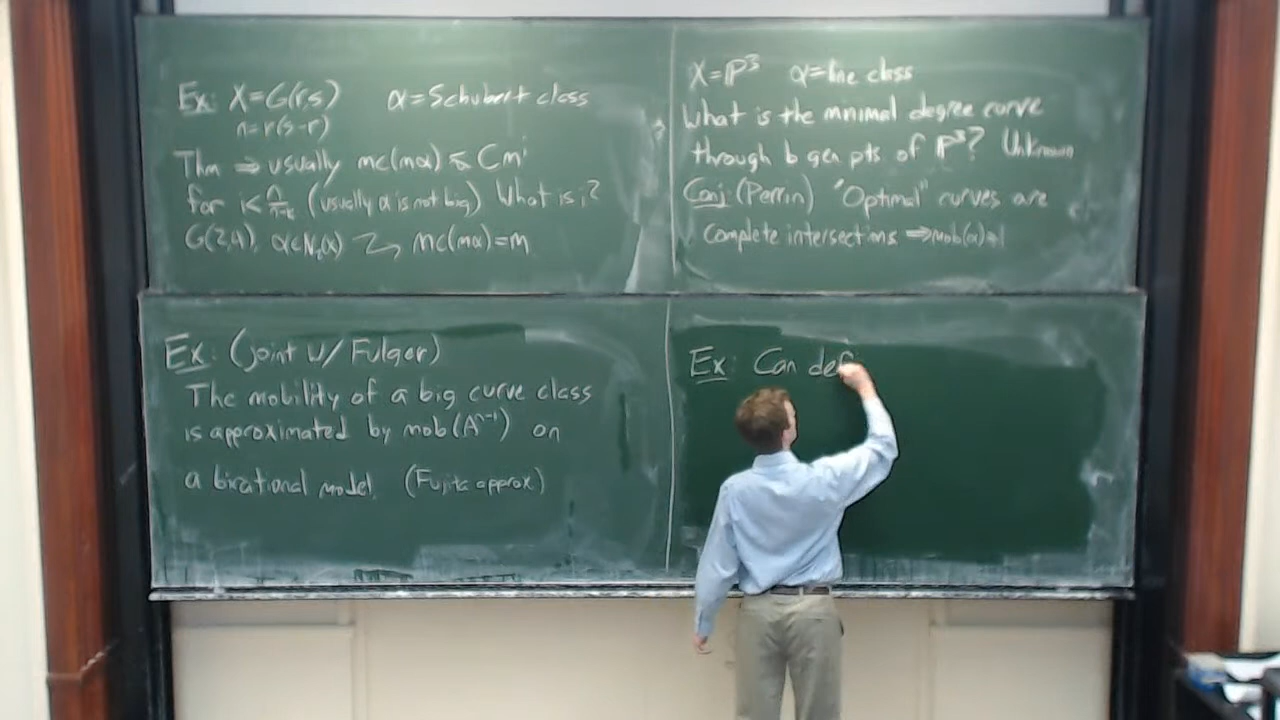 Ex: X=G(r,s) α=Schubert class
n=r(s-r)
Thm ⇒ usually mc(mα) ≤ Cmⁱ
for i< n/n-k (usually α is not big) What is i?
G(2,4), mc(mα)=m
X=ℙ³ α=line class
What is the minimal degree curve
through b gen pts of ℙ³? Unknown
Conj: (Perrin) "Optimal" curves are
complete intersections ⇒mob(α)=1
Ex: (joint w/ Fulger)
The mobility of a big curve class
is approximated by mob(Aⁿ⁻¹) on
a birational model. (Fujita approx)
Ex: Can def